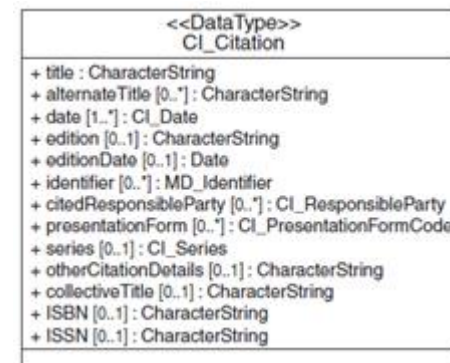 <<DataType>>
CI_Citation
+ title : CharacterString
+ alternateTitle [0..*] : CharacterString
+ date [1..*] : CI_Date
+ edition [0..1] : CharacterString
+ editionDate [0..1] : Date
+ identifier [0..*] : MD_Identifier
+ citedResponsibleParty [0..*] : CI_ResponsibleParty
+ presentationForm [0..*] : CI_PresentationFormCode
+ series [0..1] : CI_Series
+ otherCitationDetails [0..1] : CharacterString
+ collectiveTitle [0..1] : CharacterString
+ ISBN [0..1] : CharacterString
+ ISSN [0..1] : CharacterString